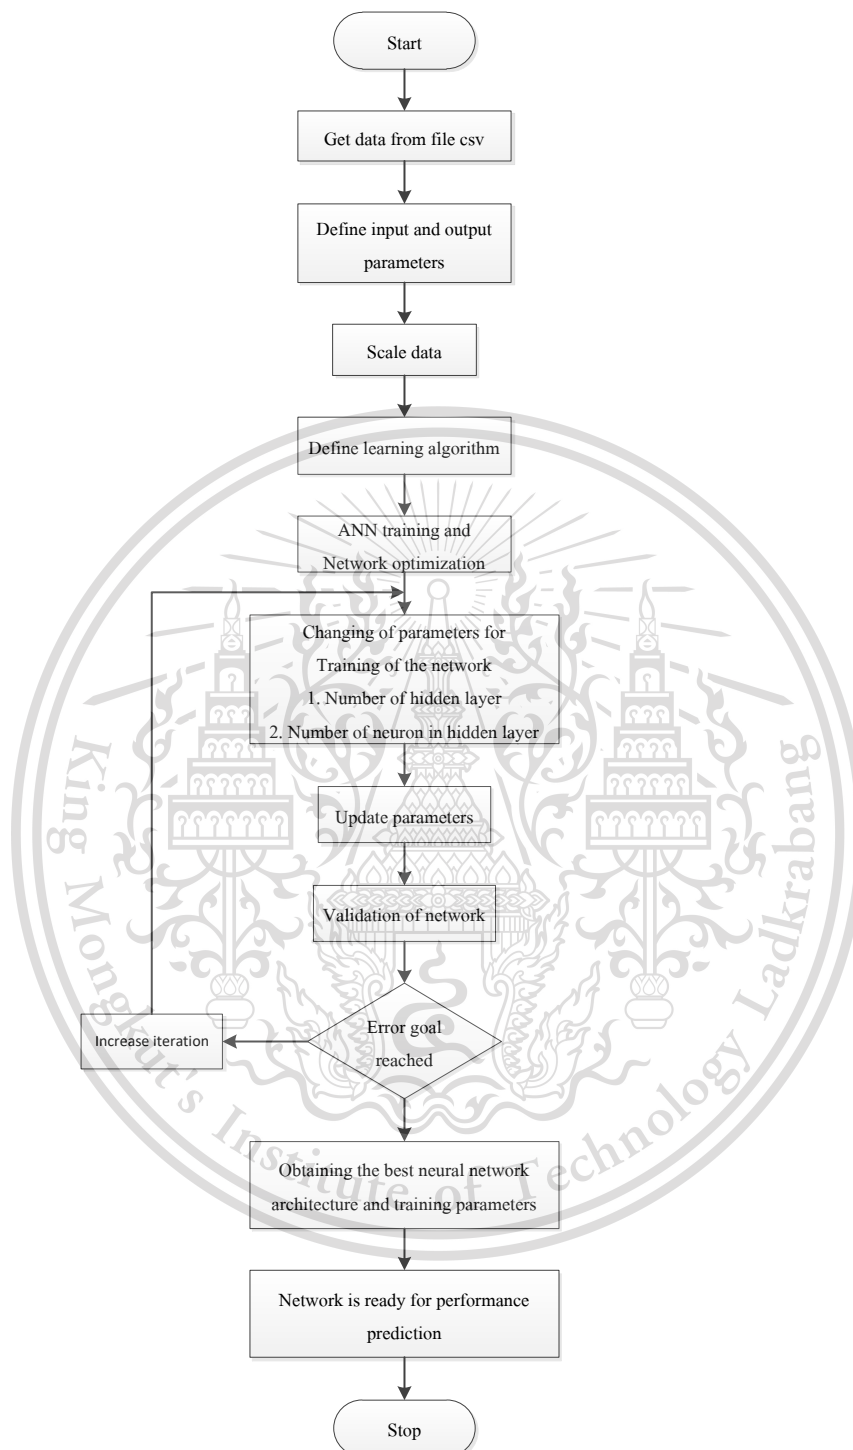 Start
Get data from file csv
Define input and output
parameters
Scale data
Define learning algorithm
ANN training and
Network optimization
Changing of parameters for
Training of the network
1. Number of hidden layer
2. Number of neuron in hidden layer
Update parameters
Validation of network
Error goal
reached
Increase iteration
Obtaining the best neural network
architecture and training parameters
Network is ready for performance
prediction
Stop
King Mongkut's Institute of Technology Ladkrabang